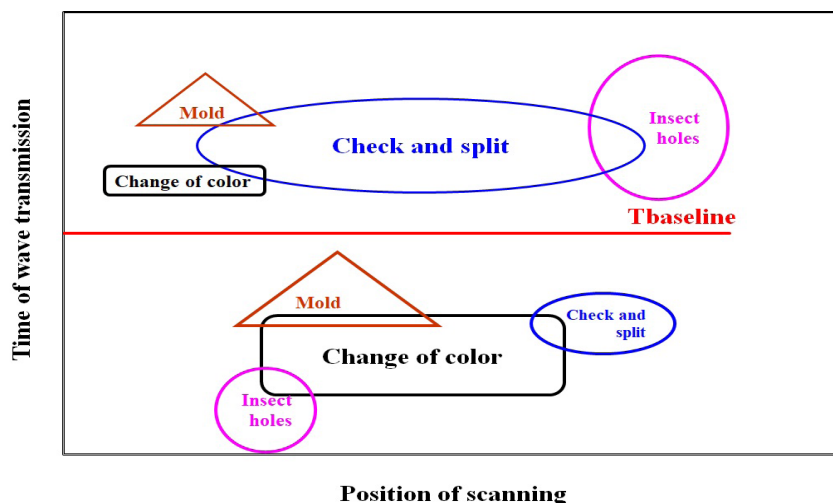 Time of wave transmission
Mold
Check and split
Insect
holes
Change of color
Tbaseline
Mold
Check and
split
Change of color
Insect
holes
Position of scanning